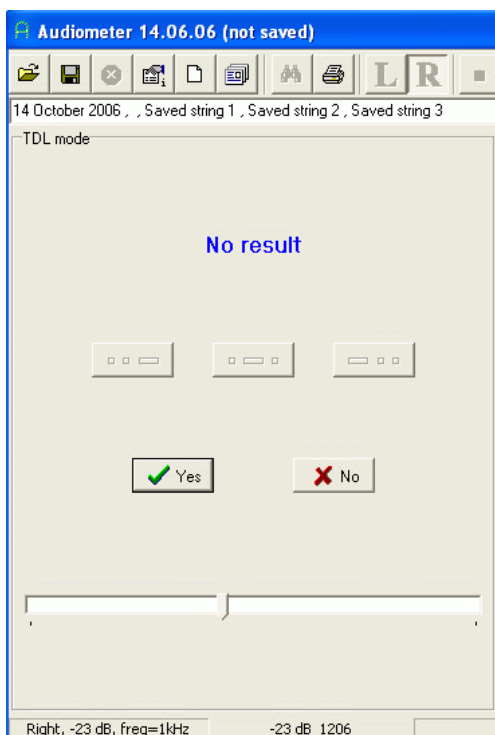 Audiometer 14.06.06 (not saved)
L R
14 October 2006 , , Saved string 1 , Saved string 2 , Saved string 3
TDL mode
No result
Yes No
Right, -23 dB, freq=1kHz -23 dB 1206